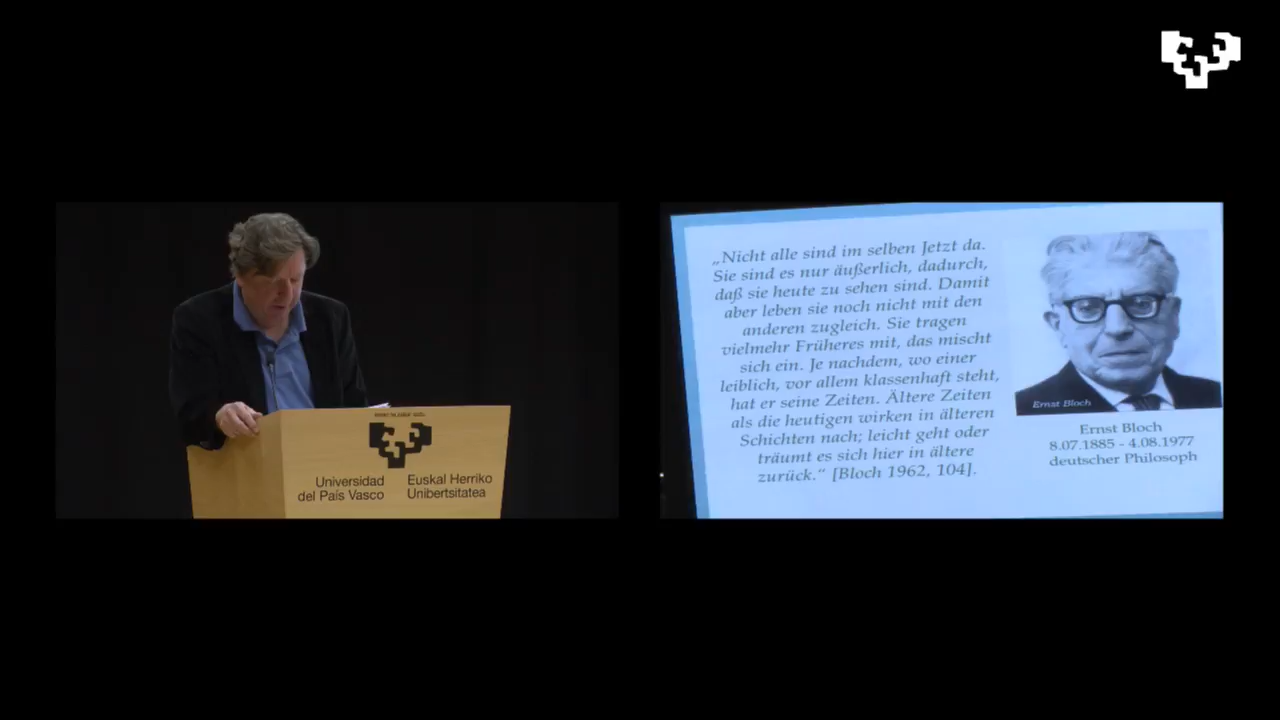 Universidad
del País Vasco
Euskal Herriko
Unibertsitatea
„Nicht alle sind im selben Jetzt da.
Sie sind es nur äußerlich, dadurch,
daß sie heute zu sehen sind. Damit
aber leben sie noch nicht mit den
anderen zugleich. Sie tragen
vielmehr Früheres mit, das mischt
sich ein. Je nachdem, wo einer
leiblich, vor allem klassenhaft steht,
hat er seine Zeiten. Ältere Zeiten
als die heutigen wirken in älteren
Schichten nach; leicht geht oder
träumt es sich hier in ältere
zurück.“ [Bloch 1962, 104].
Ernst Bloch
Ernst Bloch
8.07.1885 - 4.08.1977
deutscher Philosoph